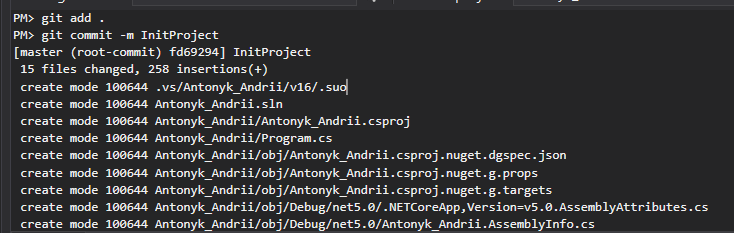 PM> git add .
PM> git commit -m InitProject
[master (root-commit) fd69294] InitProject
 15 files changed, 258 insertions(+)
 create mode 100644 .vs/Antonyk_Andrii/v16/.suo
 create mode 100644 Antonyk_Andrii.sln
 create mode 100644 Antonyk_Andrii/Antonyk_Andrii.csproj
 create mode 100644 Antonyk_Andrii/Program.cs
 create mode 100644 Antonyk_Andrii/obj/Antonyk_Andrii.csproj.nuget.dgspec.json
 create mode 100644 Antonyk_Andrii/obj/Antonyk_Andrii.csproj.nuget.g.props
 create mode 100644 Antonyk_Andrii/obj/Antonyk_Andrii.csproj.nuget.g.targets
 create mode 100644 Antonyk_Andrii/obj/Debug/net5.0/.NETCoreApp,Version=v5.0.AssemblyAttributes.cs
 create mode 100644 Antonyk_Andrii/obj/Debug/net5.0/Antonyk_Andrii.AssemblyInfo.cs